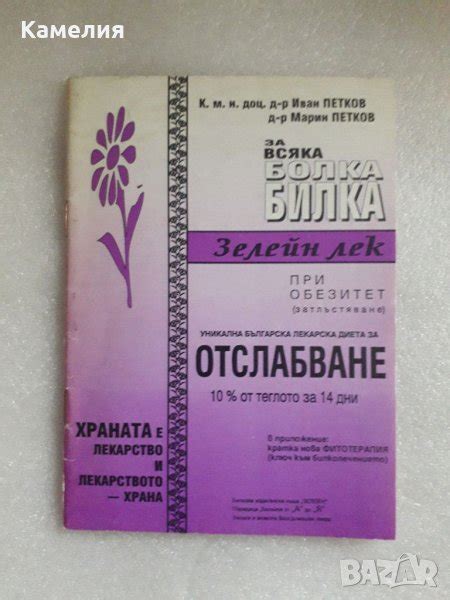 Камелия
К. м. н. доц. д-р Иван ПЕТКОВ
д-р Марин ПЕТКОВ
ЗА
ВСЯКА
БОЛКА
БИЛКА
Зелейн лек
ПРИ
ОБЕЗИТЕТ
(затлъстяване)
УНИКАЛНА БЪЛГАРСКА ЛЕКАРСКА ДИЕТА ЗА
ОТСЛАБВАНЕ
10 % от теглото за 14 дни
ХРАНАТА Е
ЛЕКАРСТВО
И
ЛЕКАРСТВОТО
— ХРАНА
в приложение:
кратка нова ФИТОТЕРАПИЯ
(ключ към билколечението)
BAZAR